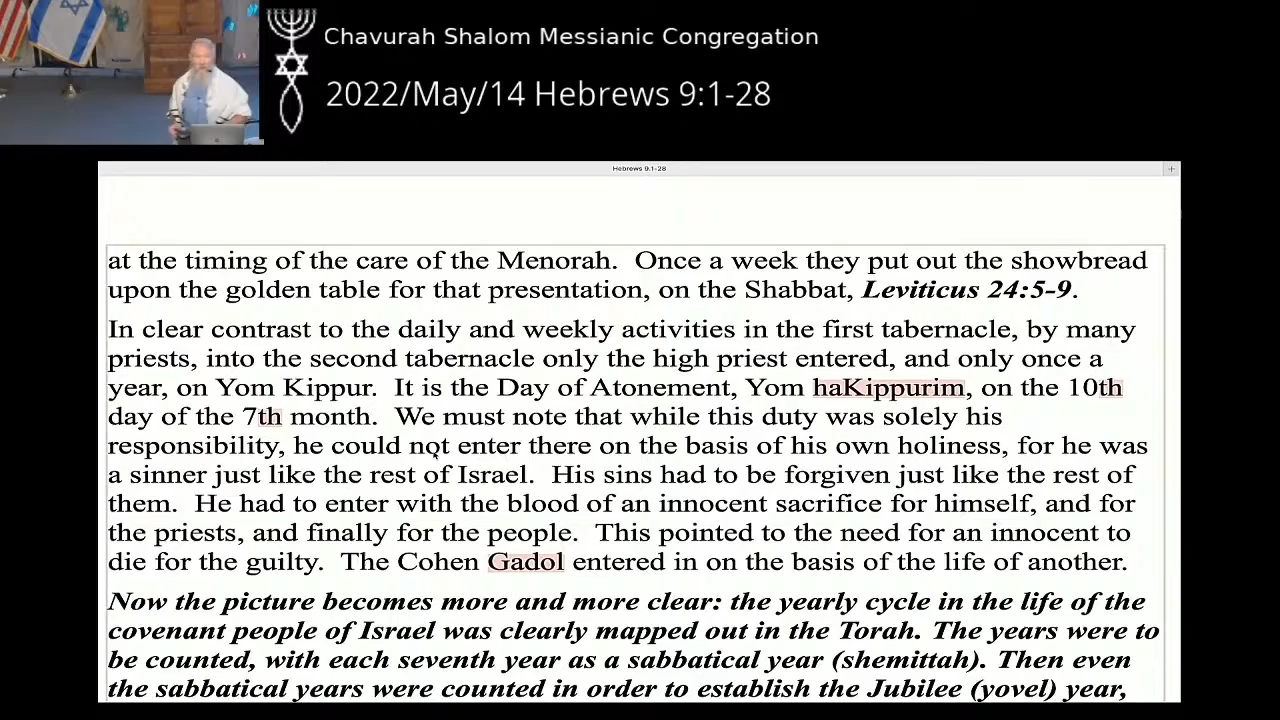 Chavurah Shalom Messianic Congregation
2022/May/14 Hebrews 9:1-28
Hebrews 9.1-28
at the timing of the care of the Menorah.  Once a week they put out the showbread
upon the golden table for that presentation, on the Shabbat, Leviticus 24:5-9.
In clear contrast to the daily and weekly activities in the first tabernacle, by many
priests, into the second tabernacle only the high priest entered, and only once a
year, on Yom Kippur.  It is the Day of Atonement, Yom haKippurim, on the 10th
day of the 7th month.  We must note that while this duty was solely his
responsibility, he could not enter there on the basis of his own holiness, for he was
a sinner just like the rest of Israel.  His sins had to be forgiven just like the rest of
them.  He had to enter with the blood of an innocent sacrifice for himself, and for
the priests, and finally for the people.  This pointed to the need for an innocent to
die for the guilty.  The Cohen Gadol entered in on the basis of the life of another.
Now the picture becomes more and more clear: the yearly cycle in the life of the
covenant people of Israel was clearly mapped out in the Torah. The years were to
be counted, with each seventh year as a sabbatical year (shemittah). Then even
the sabbatical years were counted in order to establish the Jubilee (yovel) year,